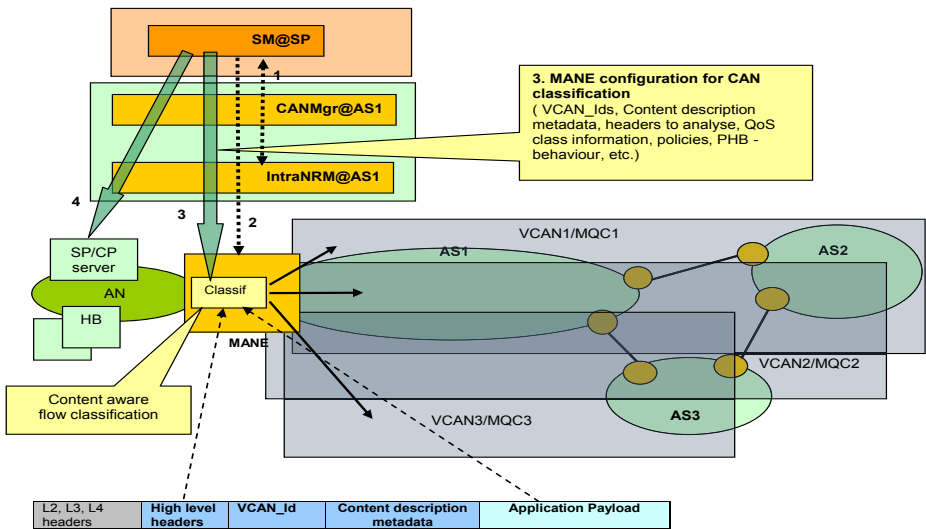 SM@SP
1
CANMgr@AS1
IntraNRM@AS1
3. MANE configuration for CAN
classification
( VCAN_Ids, Content description
metadata, headers to analyse, QoS
class information, policies, PHB -
behaviour, etc.)
4
3
2
SP/CP
server
AN
HB
Classif
MANE
VCAN1/MQC1
AS1
AS2
VCAN2/MQC2
AS3
VCAN3/MQC3
Content aware
flow classification
L2, L3, L4
headers
High level
headers
VCAN_Id
Content description
metadata
Application Payload